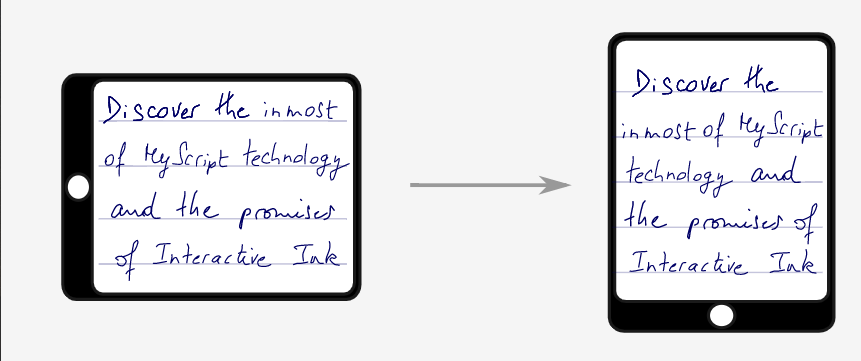 Discover the inmost
of MyScript technology
and the promises
of Interactive Ink
Discover the
inmost of MyScript
technology and
the promises of
Interactive Ink